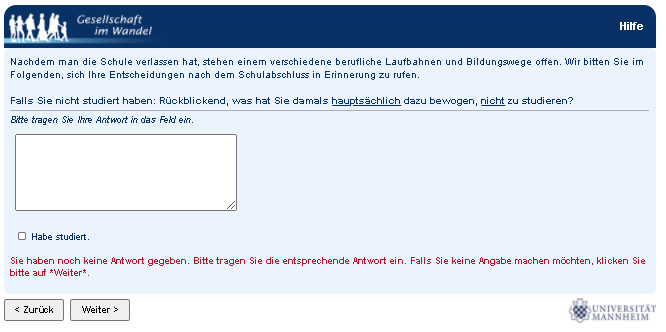 Gesellschaft
im Wandel
Hilfe
Nachdem man die Schule verlassen hat, stehen einem verschiedene berufliche Laufbahnen und Bildungswege offen. Wir bitten Sie im
Folgenden, sich Ihre Entscheidungen nach dem Schulabschluss in Erinnerung zu rufen.
Falls Sie nicht studiert haben: Rückblickend, was hat Sie damals hauptsächlich dazu bewogen, nicht zu studieren?
Bitte tragen Sie Ihre Antwort in das Feld ein.
Habe studiert.
Sie haben noch keine Antwort gegeben. Bitte tragen Sie die entsprechende Antwort ein. Falls Sie keine Angabe machen möchten, klicken Sie
bitte auf *Weiter*.
< Zurück
Weiter >
UNIVERSITÄT
MANNHEIM